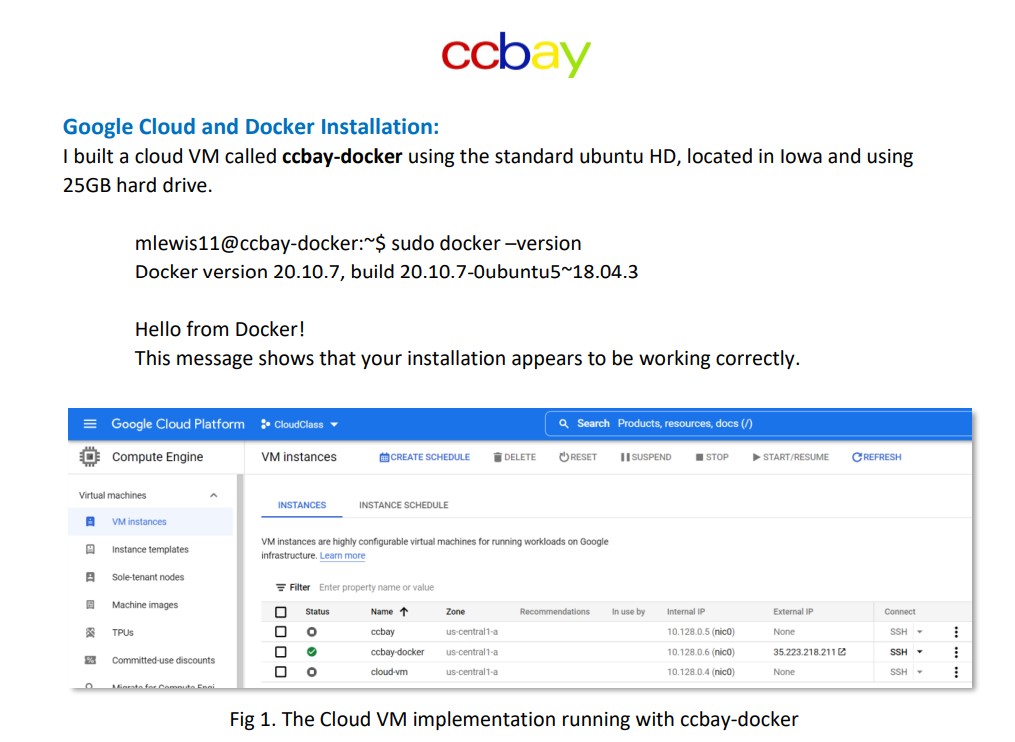 ccbay
Google Cloud and Docker Installation:
I built a cloud VM called ccbay-docker using the standard ubuntu HD, located in Iowa and using
25GB hard drive.
mlewis11@ccbay-docker:~$ sudo docker –version
Docker version 20.10.7, build 20.10.7-0ubuntu5~18.04.3
Hello from Docker!
This message shows that your installation appears to be working correctly.
Google Cloud Platform CloudClass Search Products, resources, docs (/)
Compute Engine VM instances CREATE SCHEDULE DELETE RESET SUSPEND STOP START/RESUME REFRESH
Virtual machines
VM instances
Instance templates
Sole-tenant nodes
Machine images
TPUs
Committed-use discounts
Migrate for Compute Engi
INSTANCES INSTANCE SCHEDULE
VM instances are highly configurable virtual machines for running workloads on Google
infrastructure. Learn more
Filter Enter property name or value
Status Name Zone Recommendations In use by Internal IP External IP Connect
ccbay us-central1-a 10.128.0.5 (nic0) None SSH
ccbay-docker us-central1-a 10.128.0.6 (nic0) 35.223.218.211 SSH
cloud-vm us-central1-a 10.128.0.4 (nic0) None SSH
Fig 1. The Cloud VM implementation running with ccbay-docker